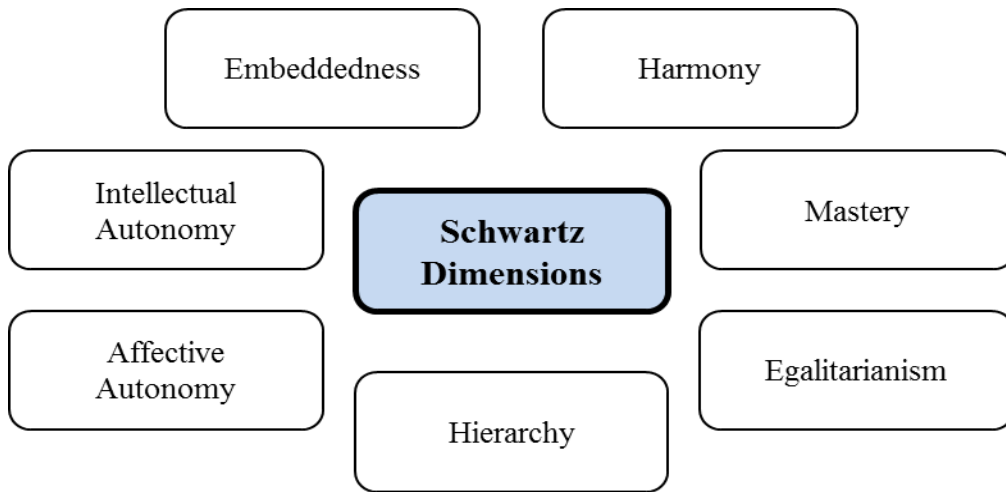 Embeddedness
Harmony
Intellectual
Autonomy
Schwartz
Dimensions
Mastery
Affective
Autonomy
Hierarchy
Egalitarianism